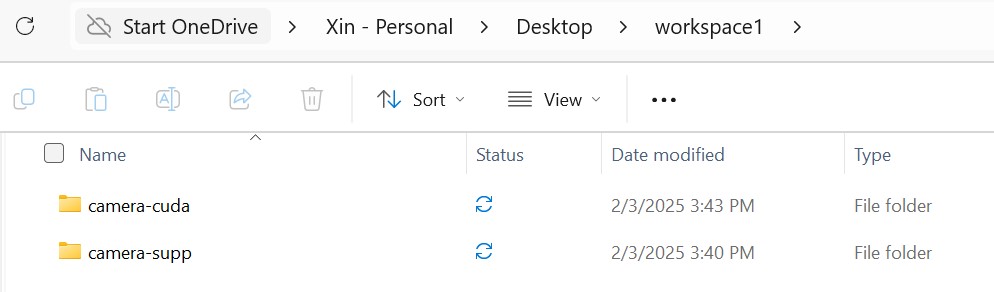 Start OneDrive > Xin - Personal > Desktop > workspace1 >
Sort View
Name Status Date modified Type
camera-cuda 2/3/2025 3:43 PM File folder
camera-supp 2/3/2025 3:40 PM File folder